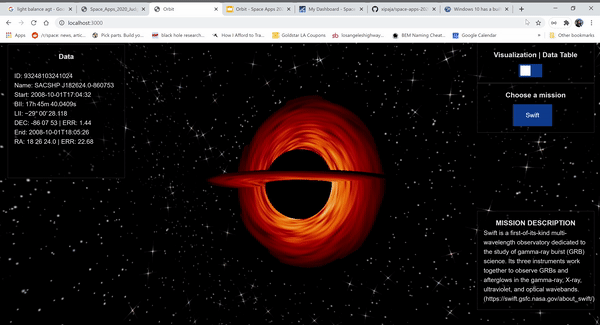 light balance agt - Go
Space_Apps_2020_Jud
Orbit
Orbit - Space Apps 202
My Dashboard - Space
xipaja/space-apps-20
Windows 10 has a bui
localhost:3000
Apps
(1) r/space: news, artic...
Pick parts. Build yo...
black hole research...
How I Afford to Tra...
Goldstar LA Coupons
losangeleshighway...
BEM Naming Cheat...
Google Calendar
Other bookmarks
Data
ID: 93248103241024
Name: SACSHP J182624.0-860753
Start: 2008-10-01T17:04:32
BII: 17h 45m 40.0409s
LII: −29° 00' 28.118
DEC: -86 07 53 | ERR: 1.44
End: 2008-10-01T18:05:26
RA: 18 26 24.0 | ERR: 22.68
Visualization | Data Table
Choose a mission
Swift
MISSION DESCRIPTION
Swift is a first-of-its-kind multi-
wavelength observatory dedicated
to the study of gamma-ray burst (GRB)
science. Its three instruments work
together to observe GRBs and
afterglows in the gamma-ray, X-ray,
ultraviolet, and optical wavebands.
(https://swift.gsfc.nasa.gov/about_swift/)